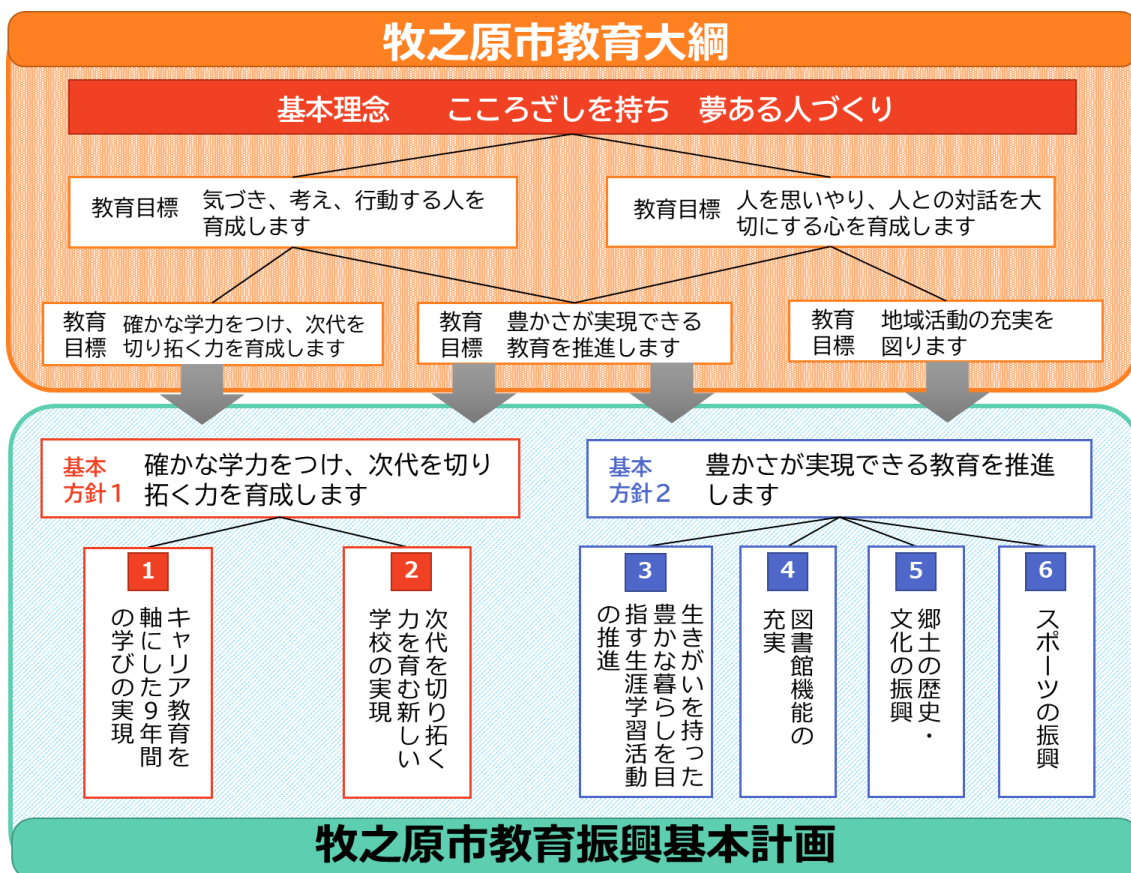 牧之原市教育大綱
基本理念　こころざしを持ち　夢ある人づくり
教育目標
気づき、考え、行動する人を
育成します
教育目標
人を思いやり、人との対話を大
切にする心を育成します
教育
目標
確かな学力をつけ、次代を
切り拓く力を育成します
教育
目標
豊かさが実現できる
教育を推進します
教育
目標
地域活動の充実を
図ります
基本
方針1
確かな学力をつけ、次代を切り
拓く力を育成します
基本
方針2
豊かさが実現できる教育を推進
します
1
キャリア教育を
軸にした9年間
の学びの実現
2
次代を切り拓く
力を育む新しい
学校の実現
3
生きがいを持った
豊かな暮らしを目
指す生涯学習活動
の推進
4
図書館機能の
充実
5
郷土の歴史・
文化の振興
6
スポーツの振興
牧之原市教育振興基本計画